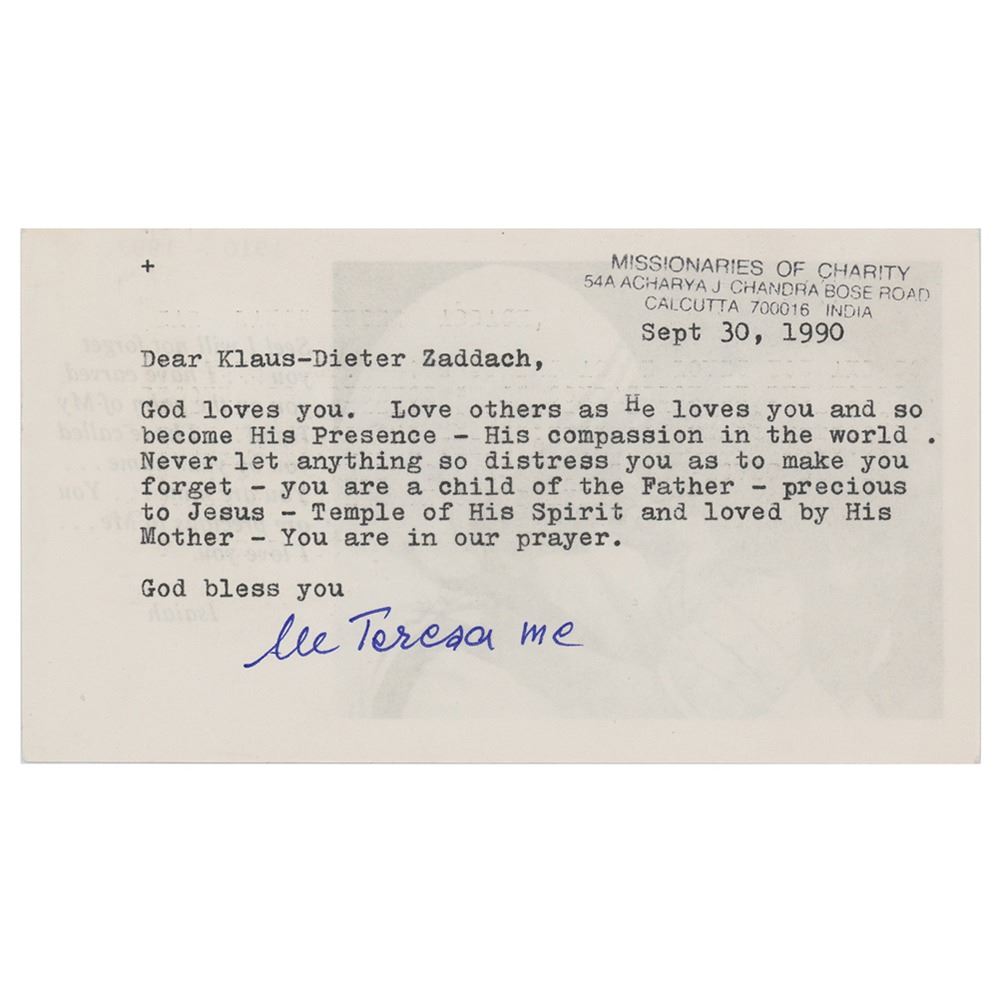 +
MISSIONARIES OF CHARITY
54A ACHARYA J CHANDRA BOSE ROAD
CALCUTTA 700016 INDIA
Sept 30, 1990
Dear Klaus-Dieter Zaddach,
God loves you. Love others as He loves you and so
become His Presence - His compassion in the world .
Never let anything so distress you as to make you
forget - you are a child of the Father - precious
to Jesus - Temple of His Spirit and loved by His
Mother - You are in our prayer.
God bless you
M Teresa mc